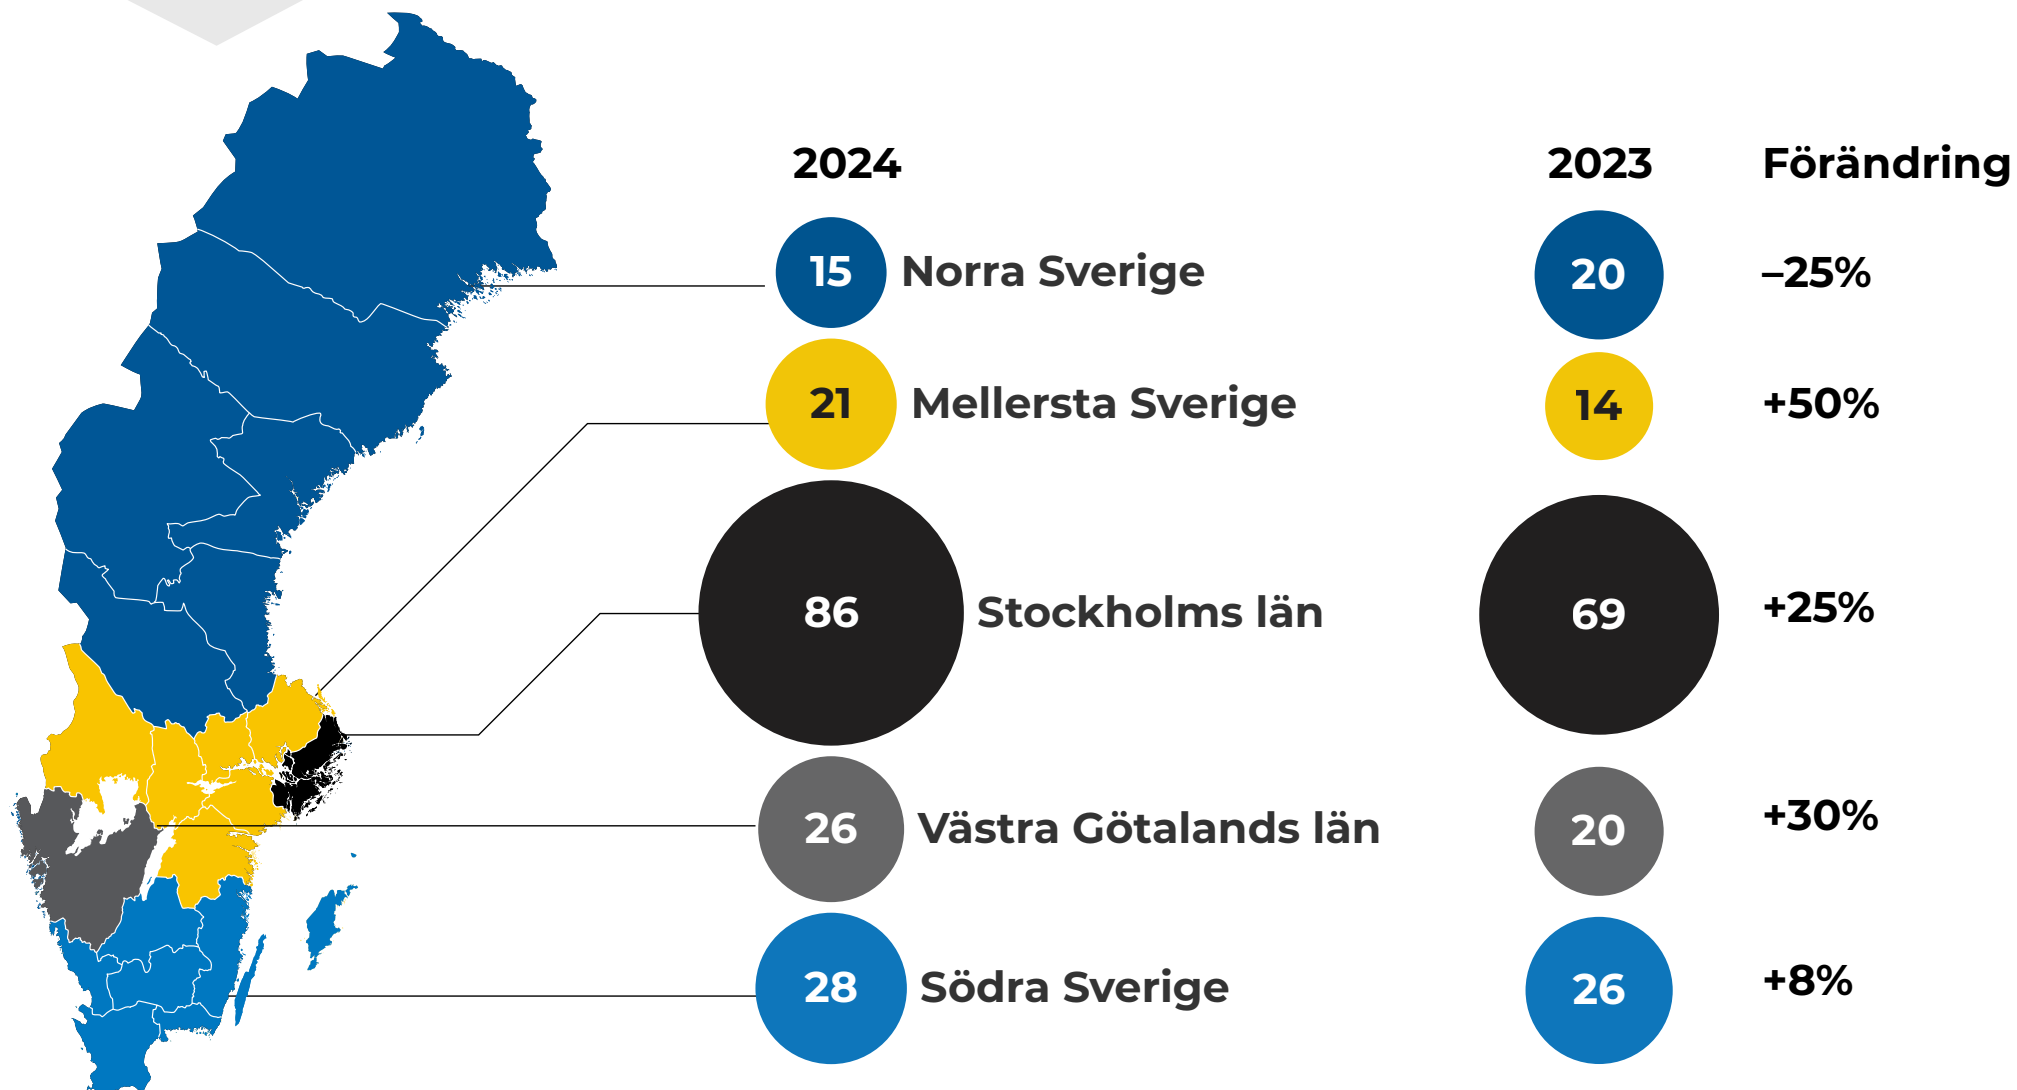 2024 2023 Förändring
15 Norra Sverige 20 –25%
21 Mellersta Sverige 14 +50%
86 Stockholms län 69 +25%
26 Västra Götalands län 20 +30%
28 Södra Sverige 26 +8%